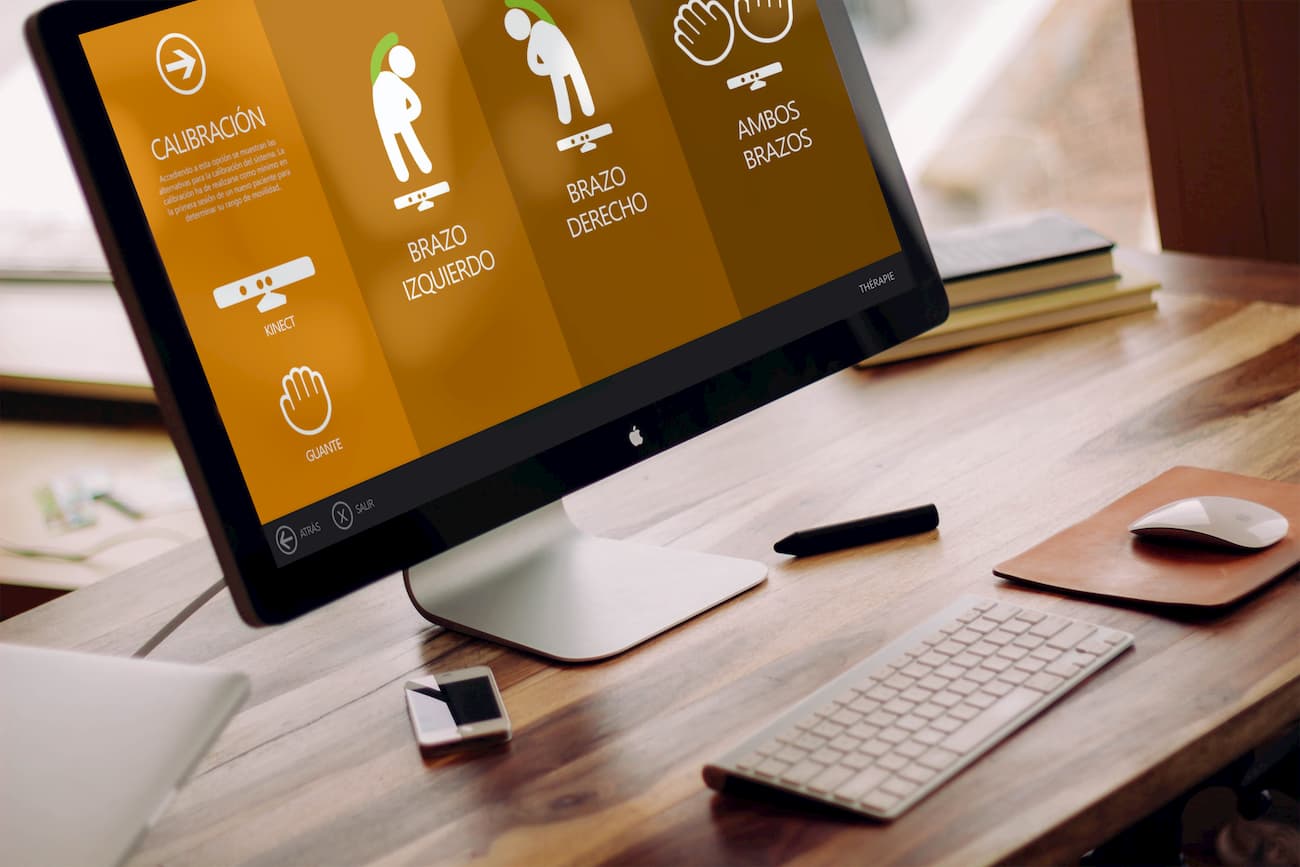 CALIBRACIÓN
Accediendo a esta opción se muestran las
alternativas para la calibración del sistema. La
calibración ha de realizarse como mínimo en
la primera sesión de un nuevo paciente para
determinar su rango de movilidad.
KINECT
GUANTE
BRAZO
IZQUIERDO
BRAZO
DERECHO
AMBOS
BRAZOS
ATRÁS
X
SALIR
THÉRAPIE